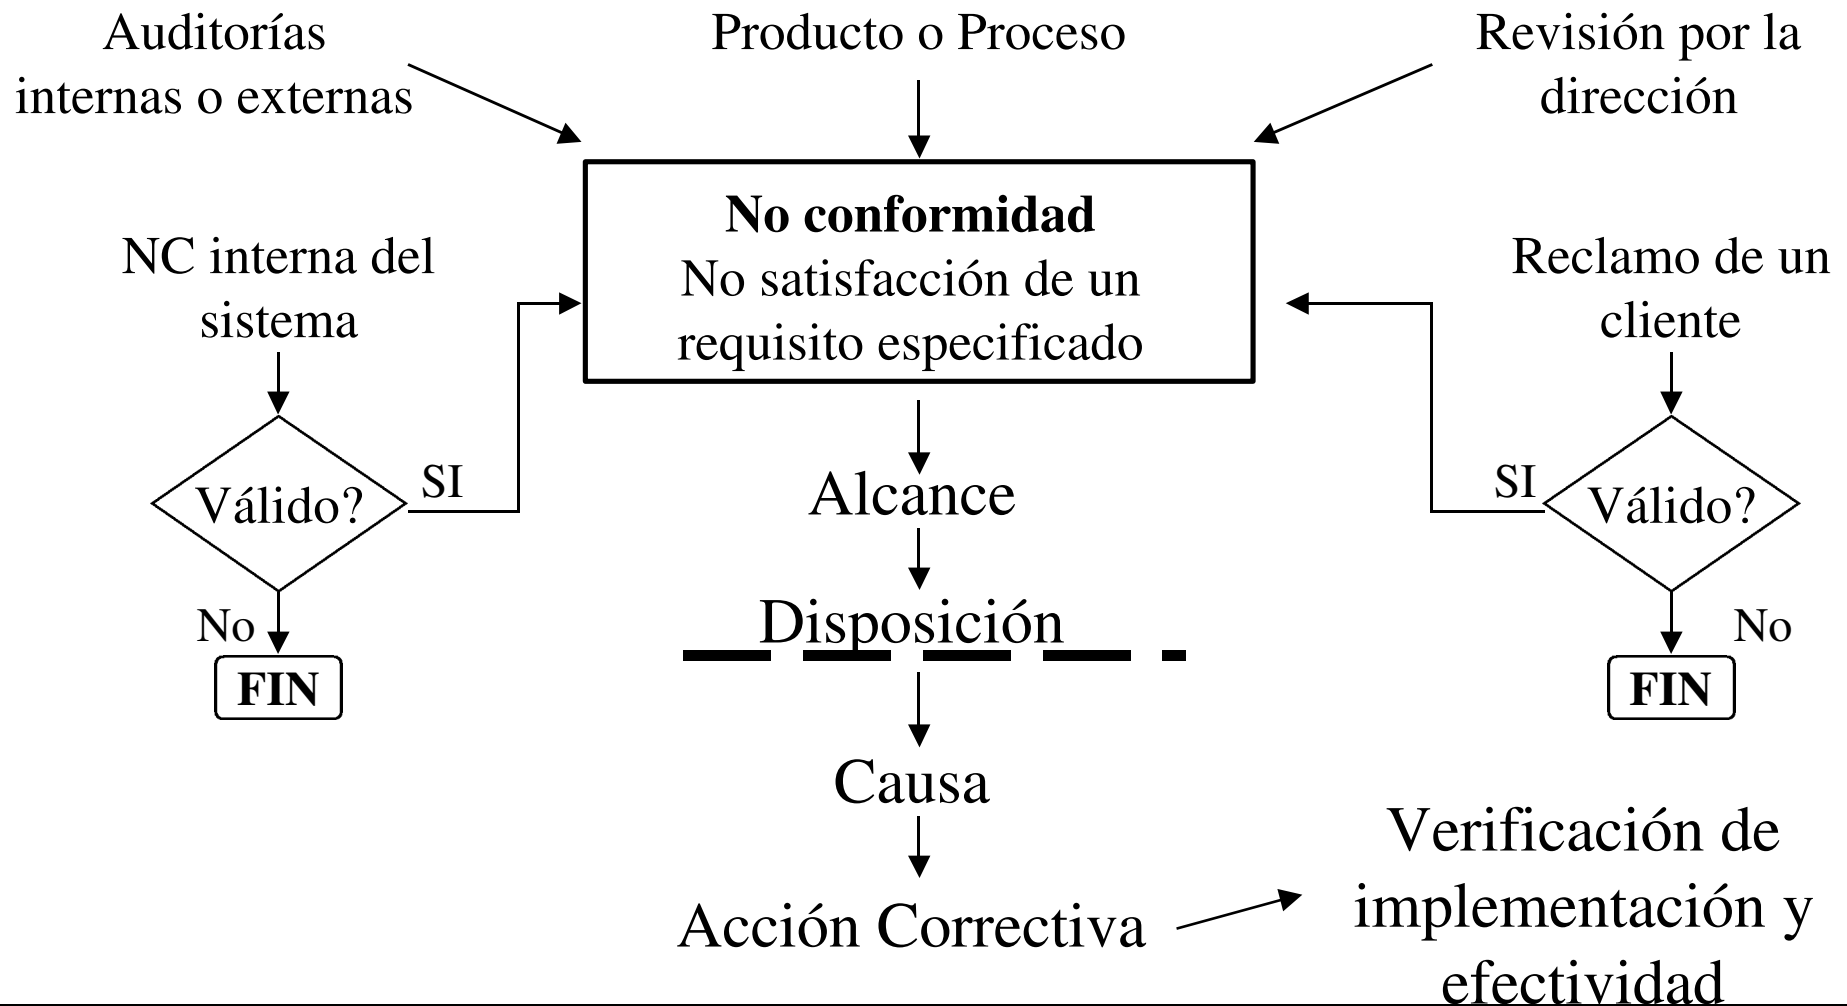 Auditorías
internas o externas
Producto o Proceso
Revisión por la
dirección
No conformidad
No satisfacción de un
requisito especificado
NC interna del
sistema
Válido?
SI
No
FIN
Reclamo de un
cliente
Válido?
SI
No
FIN
Alcance
Disposición
Causa
Acción Correctiva
Verificación de
implementación y
efectividad